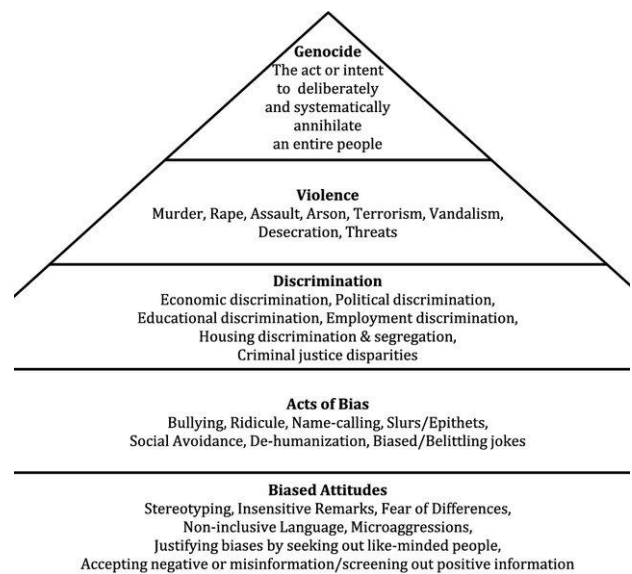 Genocide
The act or intent
to deliberately
and systematically
annihilate
an entire people
Violence
Murder, Rape, Assault, Arson, Terrorism, Vandalism,
Desecration, Threats
Discrimination
Economic discrimination, Political discrimination,
Educational discrimination, Employment discrimination,
Housing discrimination & segregation,
Criminal justice disparities
Acts of Bias
Bullying, Ridicule, Name-calling, Slurs/Epithets,
Social Avoidance, De-humanization, Biased/Belittling jokes
Biased Attitudes
Stereotyping, Insensitive Remarks, Fear of Differences,
Non-inclusive Language, Microaggressions,
Justifying biases by seeking out like-minded people,
Accepting negative or misinformation/screening out positive information